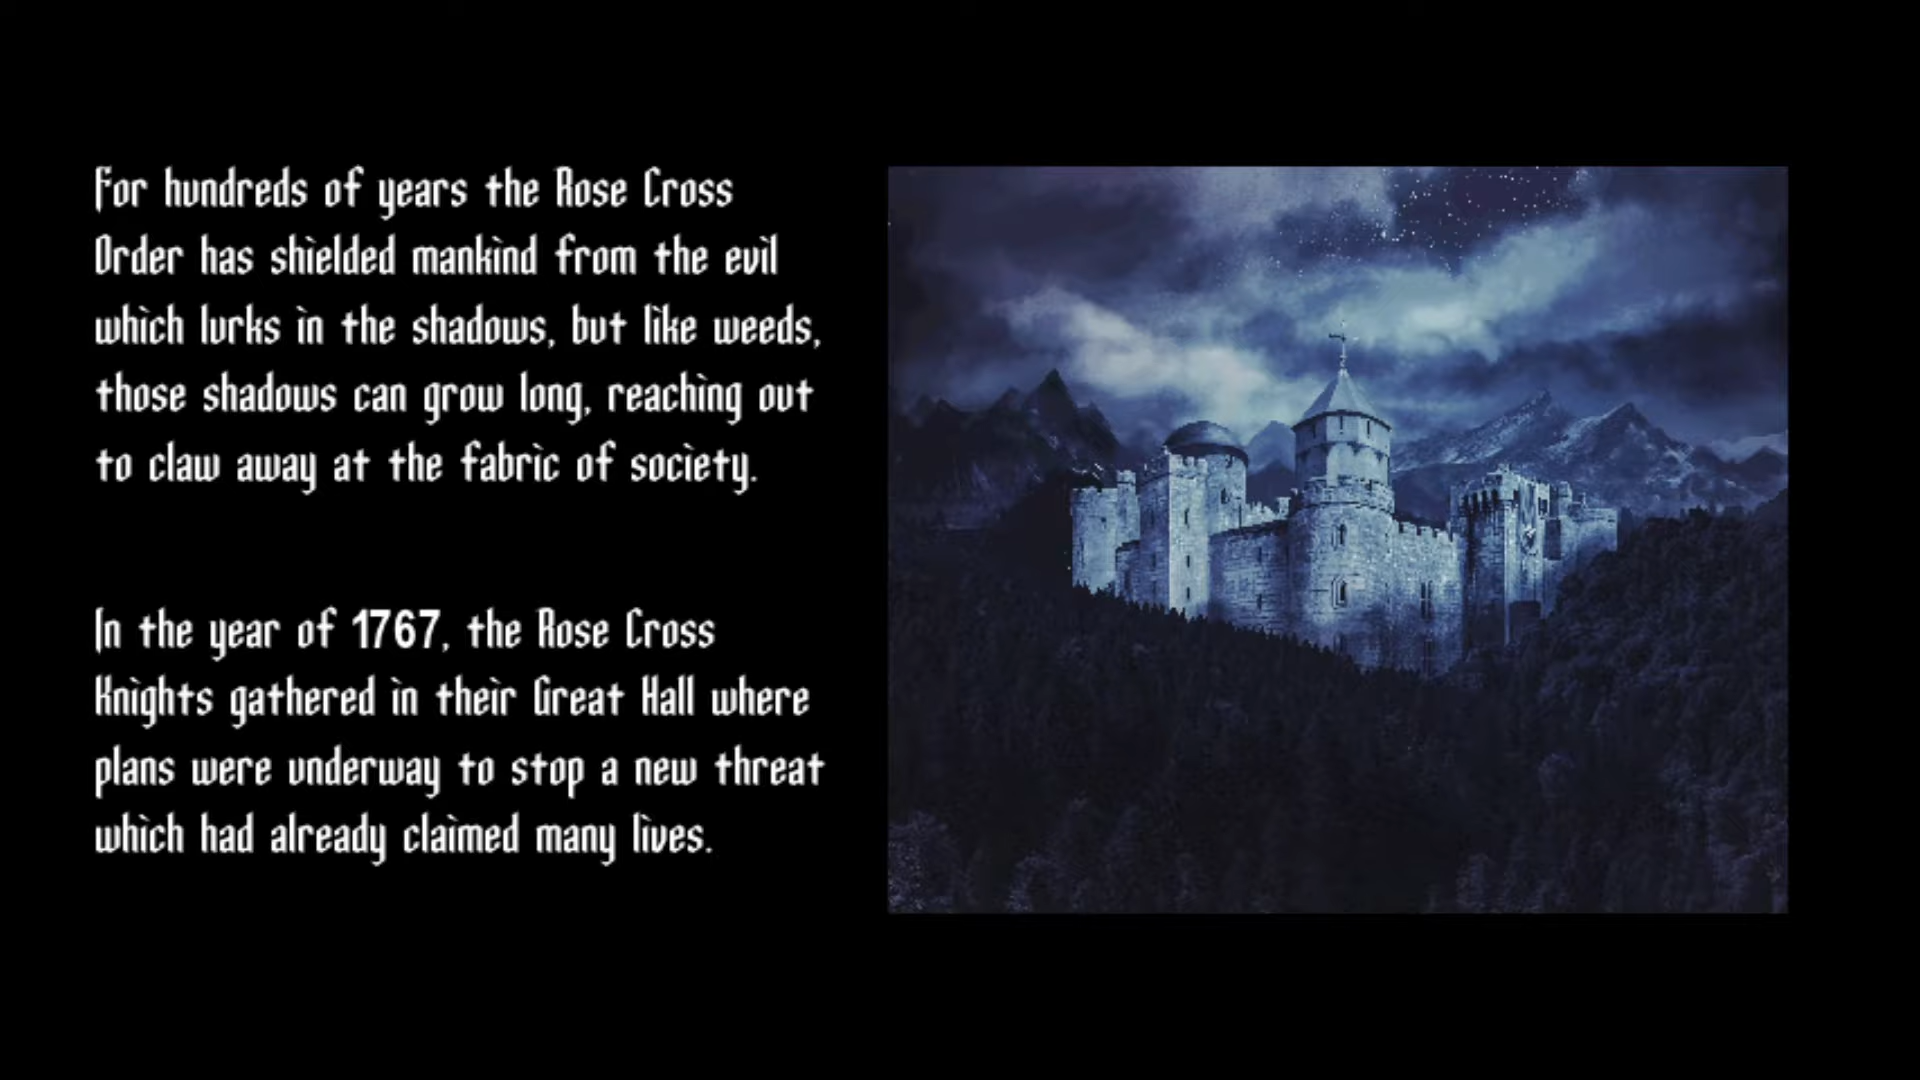 For hundreds of years the Rose Cross
Order has shielded mankind from the evil
which lurks in the shadows, but like weeds,
those shadows can grow long, reaching out
to claw away at the fabric of society.
In the year of 1767, the Rose Cross
Knights gathered in their Great Hall where
plans were underway to stop a new threat
which had already claimed many lives.